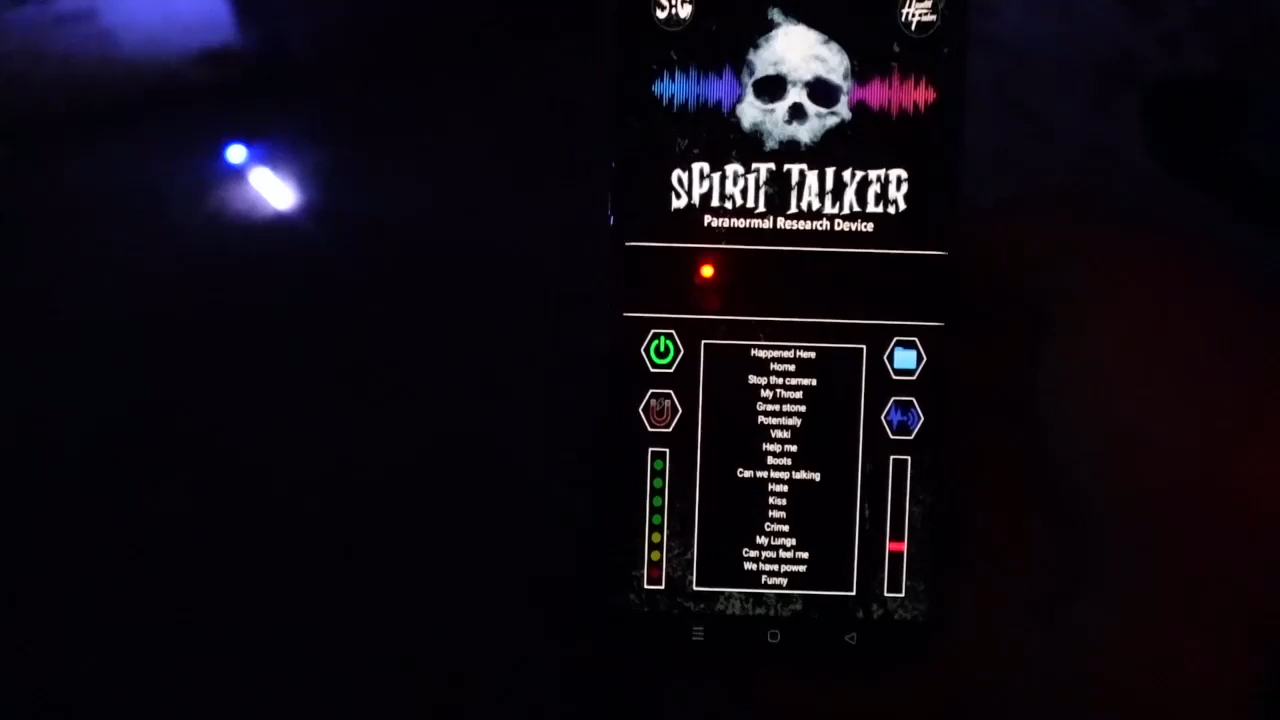 S:G
Haunted
Finders
SPIRIT TALKER
Paranormal Research Device
Happened Here
Home
Stop the camera
My Throat
Grave stone
Potentially
Vikki
Help me
Boots
Can we keep talking
Hate
Kiss
Him
Crime
My Lungs
Can you feel me
We have power
Funny